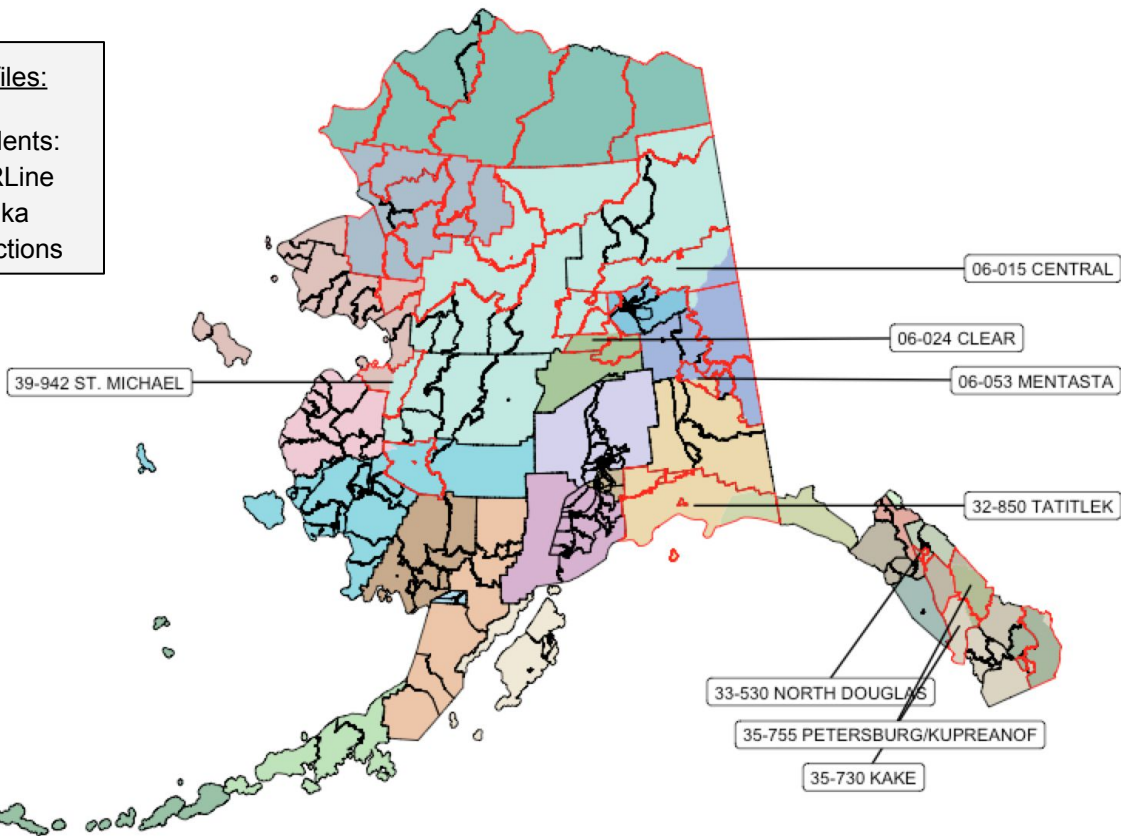 iles:
lents:
RLine
ka
ctions
06-015 CENTRAL
06-024 CLEAR
39-942 ST. MICHAEL
06-053 MENTASTA
32-850 TATITLEK
33-530 NORTH DOUGLAS
35-755 PETERSBURG/KUPREANOF
35-730 KAKE